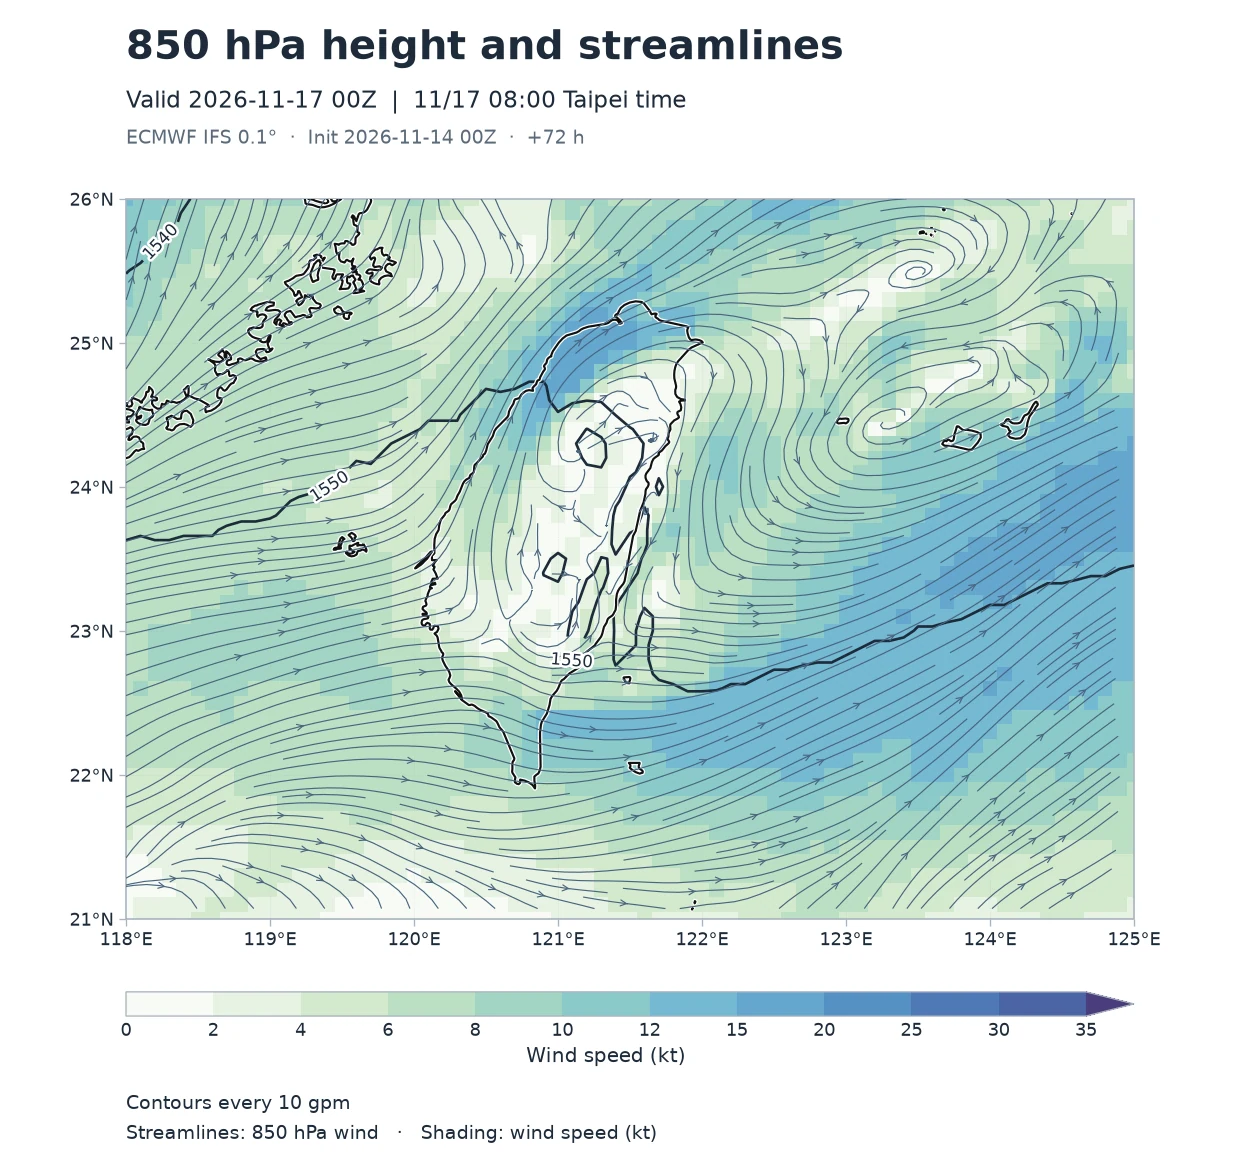 850 hPa height and streamlines
Valid 2026-11-17 00Z | 11/17 08:00 Taipei time
ECMWF IFS 0.1° · Init 2026-11-14 00Z · +72 h
26°N
1540
25°N
1550
24°N
23°N
1550
22°N
21°N
118°E 119°E 120°E 121°E 122°E 123°E 124°E 125°E
0 2 4 6 8 10 12 15 20 25 30 35
Wind speed (kt)
Contours every 10 gpm
Streamlines: 850 hPa wind · Shading: wind speed (kt)